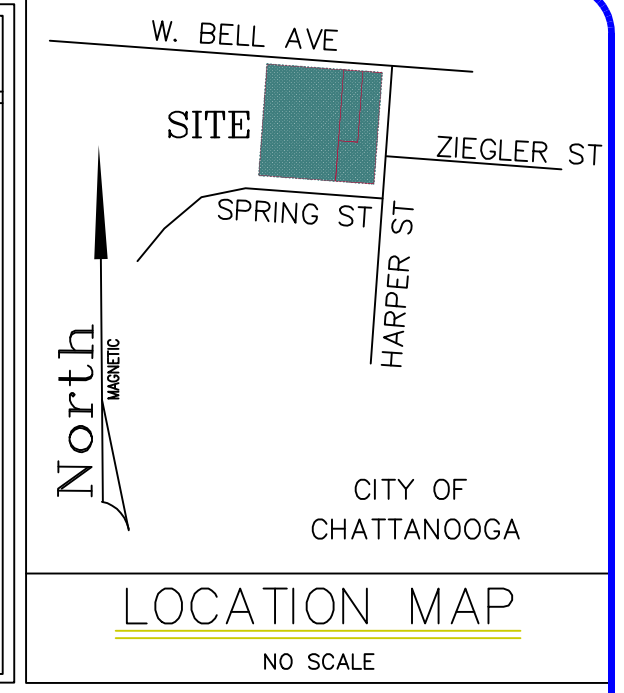 W. BELL AVE
SITE
ZIEGLER ST
SPRING ST
HARPER ST
North
MAGNETIC
CITY OF
CHATTANOOGA
LOCATION MAP
NO SCALE